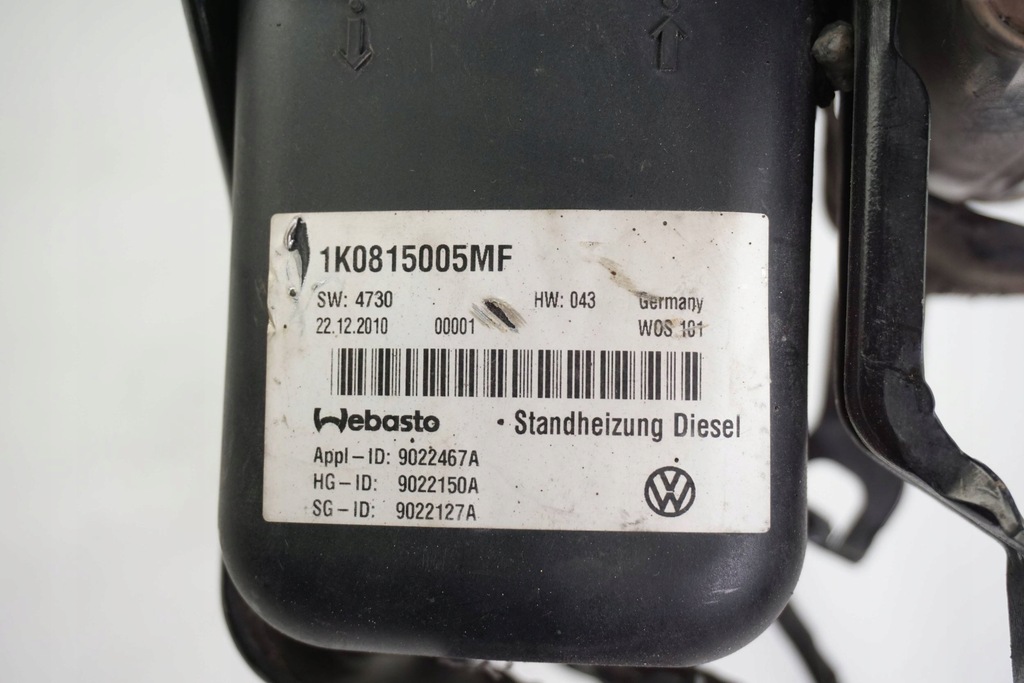 1K0815005MF
SW: 4730 HW: 043 Germany
22.12.2010 00001 WOS 181
Webasto · Standheizung Diesel
Appl-ID: 9022467A
HG-ID: 9022150A
SG-ID: 9022127A
VW